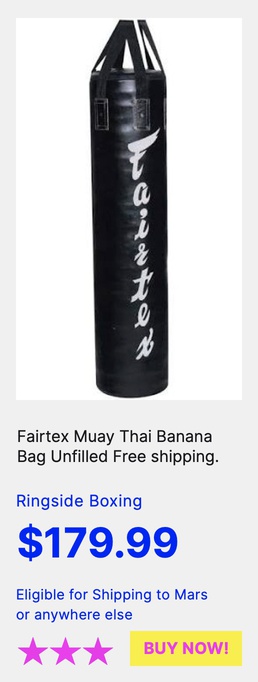 Fairtex
Fairtex Muay Thai Banana
Bag Unfilled Free shipping.
Ringside Boxing
$179.99
Eligible for Shipping to Mars
or anywhere else
BUY NOW!